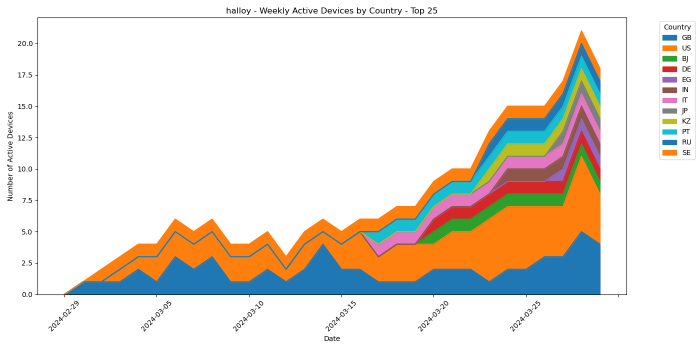 halloy - Weekly Active Devices by Country - Top 25
Number of Active Devices
20.0
17.5
15.0
12.5
10.0
7.5
5.0
2.5
0.0
2024-02-29
2024-03-05
2024-03-10
2024-03-15
2024-03-20
2024-03-25
Date
Country
GB
US
BJ
DE
EG
IN
IT
JP
KZ
PT
RU
SE